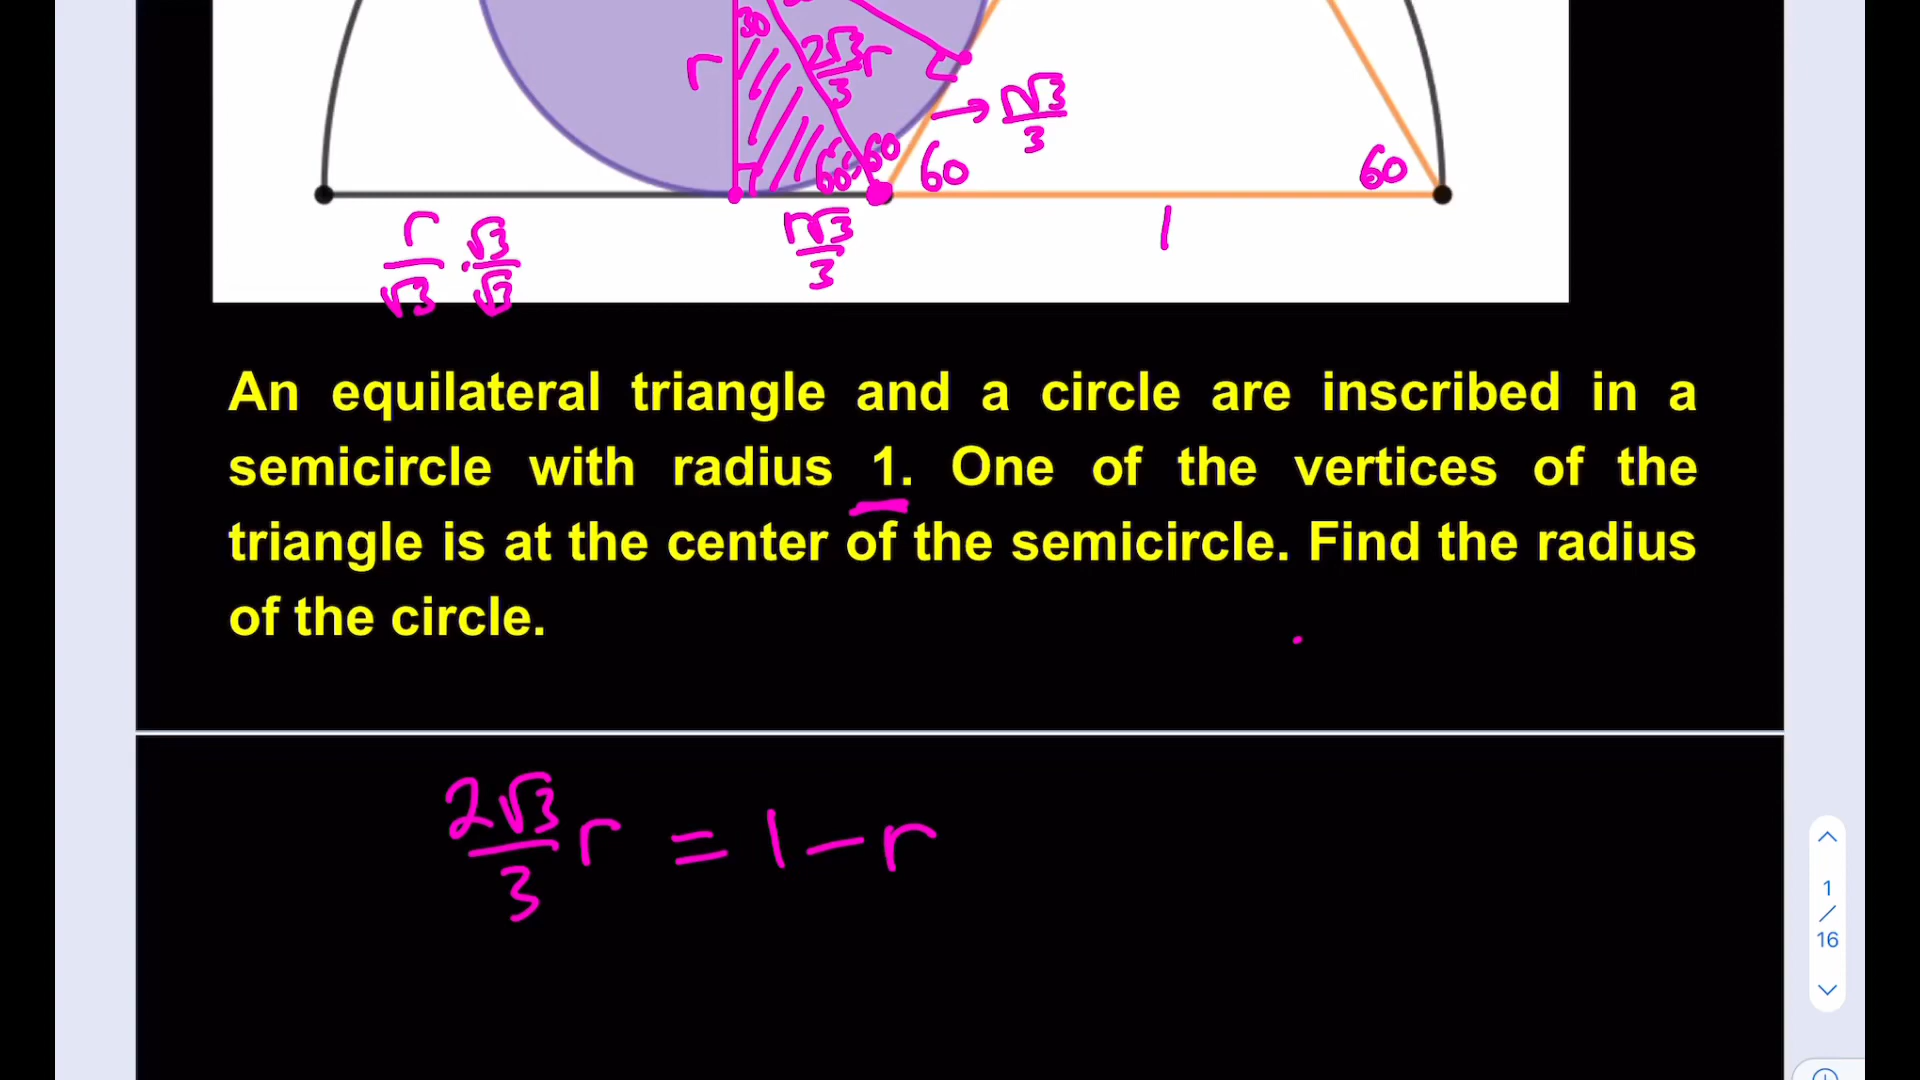 30
r
2√3/3 r
→ r√3/3
60 60 60 60
r/√3 · √3/√3
r√3/3
1
An equilateral triangle and a circle are inscribed in a
semicircle with radius 1. One of the vertices of the
triangle is at the center of the semicircle. Find the radius
of the circle.
2√3/3 r = 1 - r
1
/
16